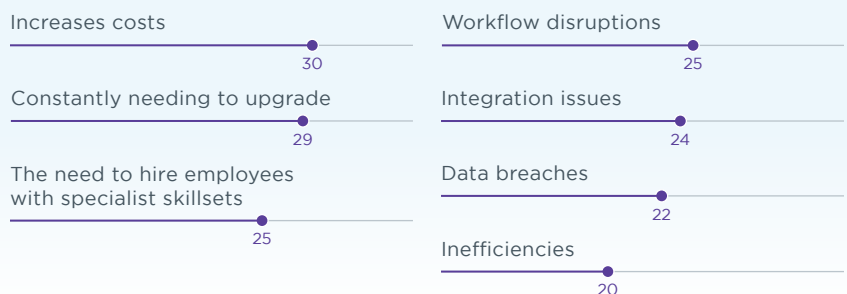 Increases costs
30
Constantly needing to upgrade
29
The need to hire employees
with specialist skillsets
25
Workflow disruptions
25
Integration issues
24
Data breaches
22
Inefficiencies
20